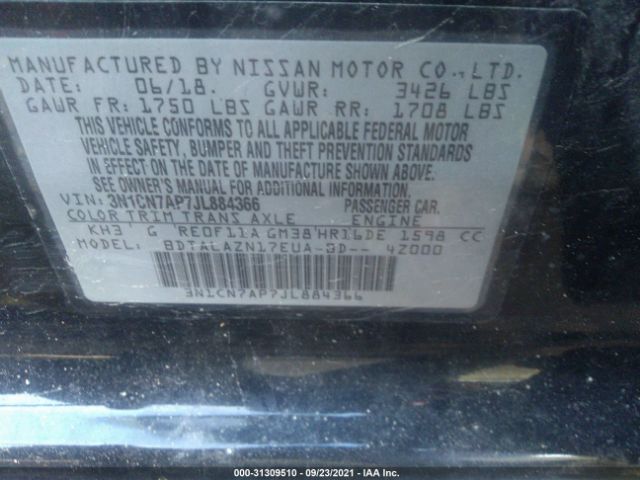 MANUFACTURED BY NISSAN MOTOR CO., LTD.
DATE: 06/18. GVWR: 3426 LBS
GAWR FR: 1750 LBS GAWR RR: 1708 LBS
THIS VEHICLE CONFORMS TO ALL APPLICABLE FEDERAL MOTOR
VEHICLE SAFETY, BUMPER AND THEFT PREVENTION STANDARDS
IN EFFECT ON THE DATE OF MANUFACTURE SHOWN ABOVE.
SEE OWNER'S MANUAL FOR ADDITIONAL INFORMATION.
VIN: 3N1CN7AP7JL884366 PASSENGER CAR.
COLOR TRIM TRANS AXLE ENGINE
KH3 G RE0F11A GM38 HR16DE 1598 CC
MODEL: BDTALAZN17EUA-DD-- 42000
3N1CN7AP7JL884366
000-31309510 - 09/23/2021 - IAA Inc.